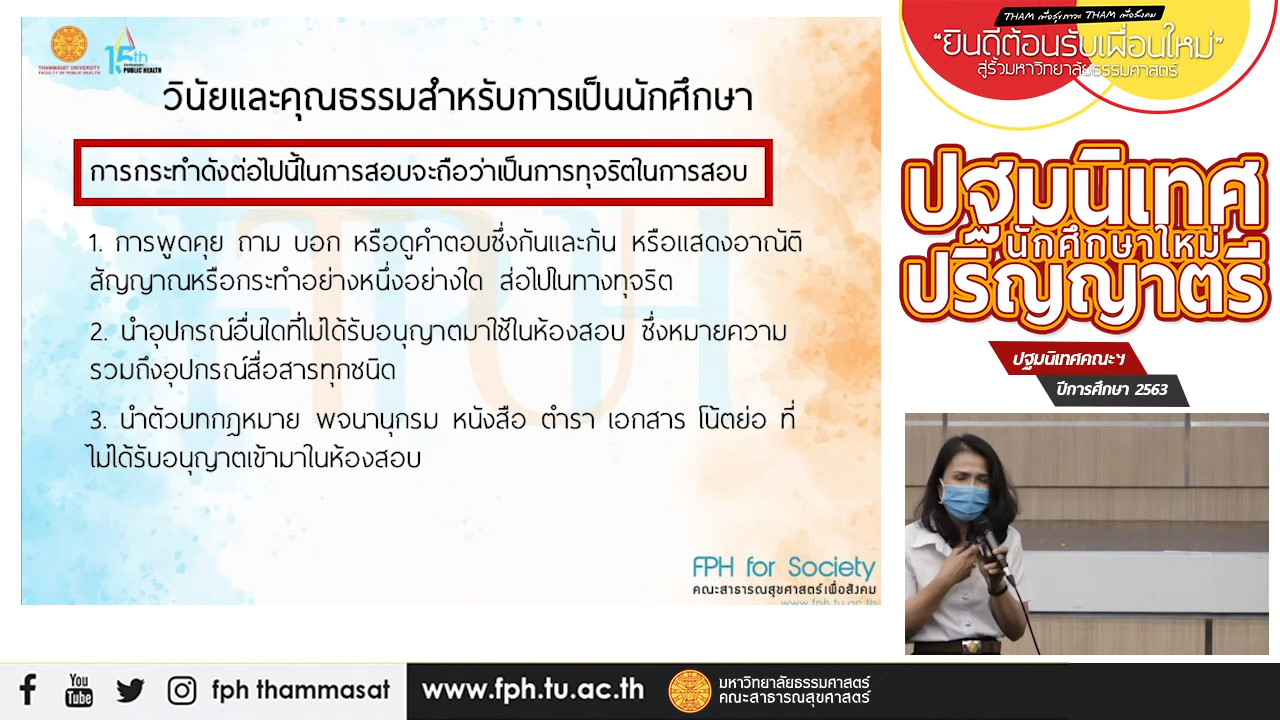 THAMMASAT UNIVERSITY
FACULTY OF PUBLIC HEALTH
15th
PUBLIC HEALTH
วินัยและคุณธรรมสำหรับการเป็นนักศึกษา
การกระทำดังต่อไปนี้ในการสอบจะถือว่าเป็นการทุจริตในการสอบ
1. การพูดคุย ถาม บอก หรือดูคำตอบซึ่งกันและกัน หรือแสดงอาณัติ
สัญญาณหรือกระทำอย่างหนึ่งอย่างใด ส่อไปในทางทุจริต
2. นำอุปกรณ์อื่นใดที่ไม่ได้รับอนุญาตมาใช้ในห้องสอบ ซึ่งหมายความ
รวมถึงอุปกรณ์สื่อสารทุกชนิด
3. นำตัวบทกฎหมาย พจนานุกรม หนังสือ ตำรา เอกสาร โน้ตย่อ ที่
ไม่ได้รับอนุญาตเข้ามาในห้องสอบ
FPH for Society
คณะสาธารณสุขศาสตร์เพื่อสังคม
www.fph.tu.ac.th
THAM เพื่อสุขภาวะ THAM เพื่อสังคม
"ยินดีต้อนรับเพื่อนใหม่"
สู่รั้วมหาวิทยาลัยธรรมศาสตร์
ปฐมนิเทศ
นักศึกษาใหม่
ปริญญาตรี
ปฐมนิเทศคณะฯ
ปีการศึกษา 2563
You Tube
fph thammasat
www.fph.tu.ac.th
มหาวิทยาลัยธรรมศาสตร์
คณะสาธารณสุขศาสตร์